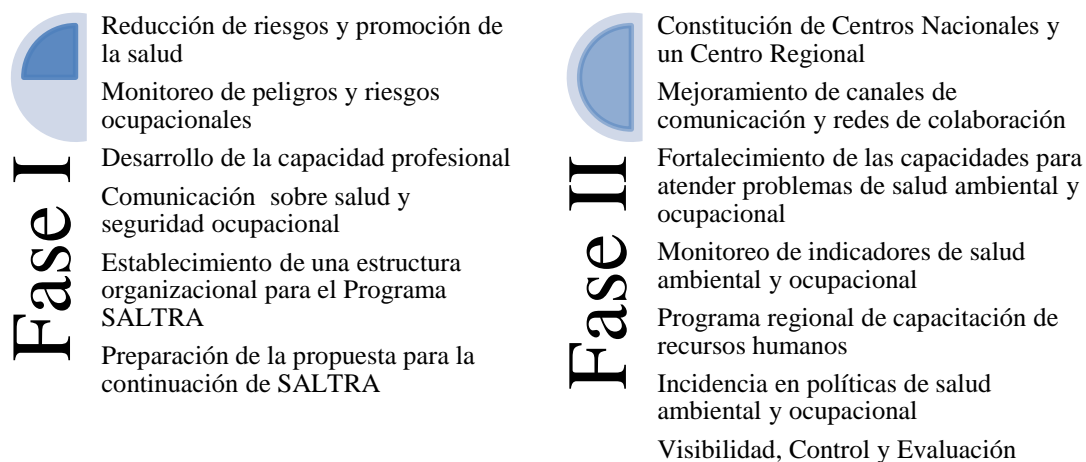 Fase I
Reducción de riesgos y promoción de
la salud
Monitoreo de peligros y riesgos
ocupacionales
Desarrollo de la capacidad profesional
Comunicación sobre salud y
seguridad ocupacional
Establecimiento de una estructura
organizacional para el Programa
SALTRA
Preparación de la propuesta para la
continuación de SALTRA
Fase II
Constitución de Centros Nacionales y
un Centro Regional
Mejoramiento de canales de
comunicación y redes de colaboración
Fortalecimiento de las capacidades para
atender problemas de salud ambiental y
ocupacional
Monitoreo de indicadores de salud
ambiental y ocupacional
Programa regional de capacitación de
recursos humanos
Incidencia en políticas de salud
ambiental y ocupacional
Visibilidad, Control y Evaluación